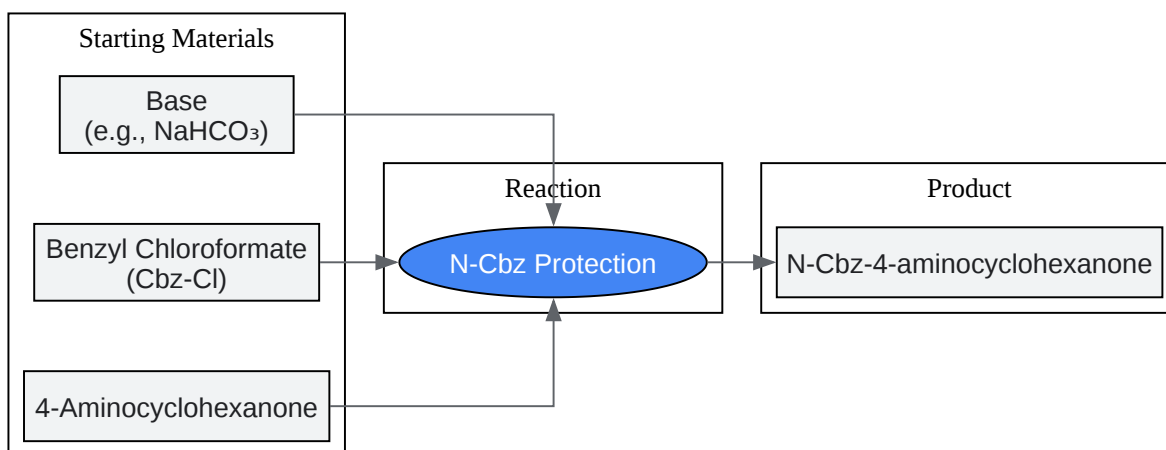 Starting Materials
Base
(e.g., NaHCO₃)
Benzyl Chloroformate
(Cbz-Cl)
4-Aminocyclohexanone
Reaction
N-Cbz Protection
Product
N-Cbz-4-aminocyclohexanone